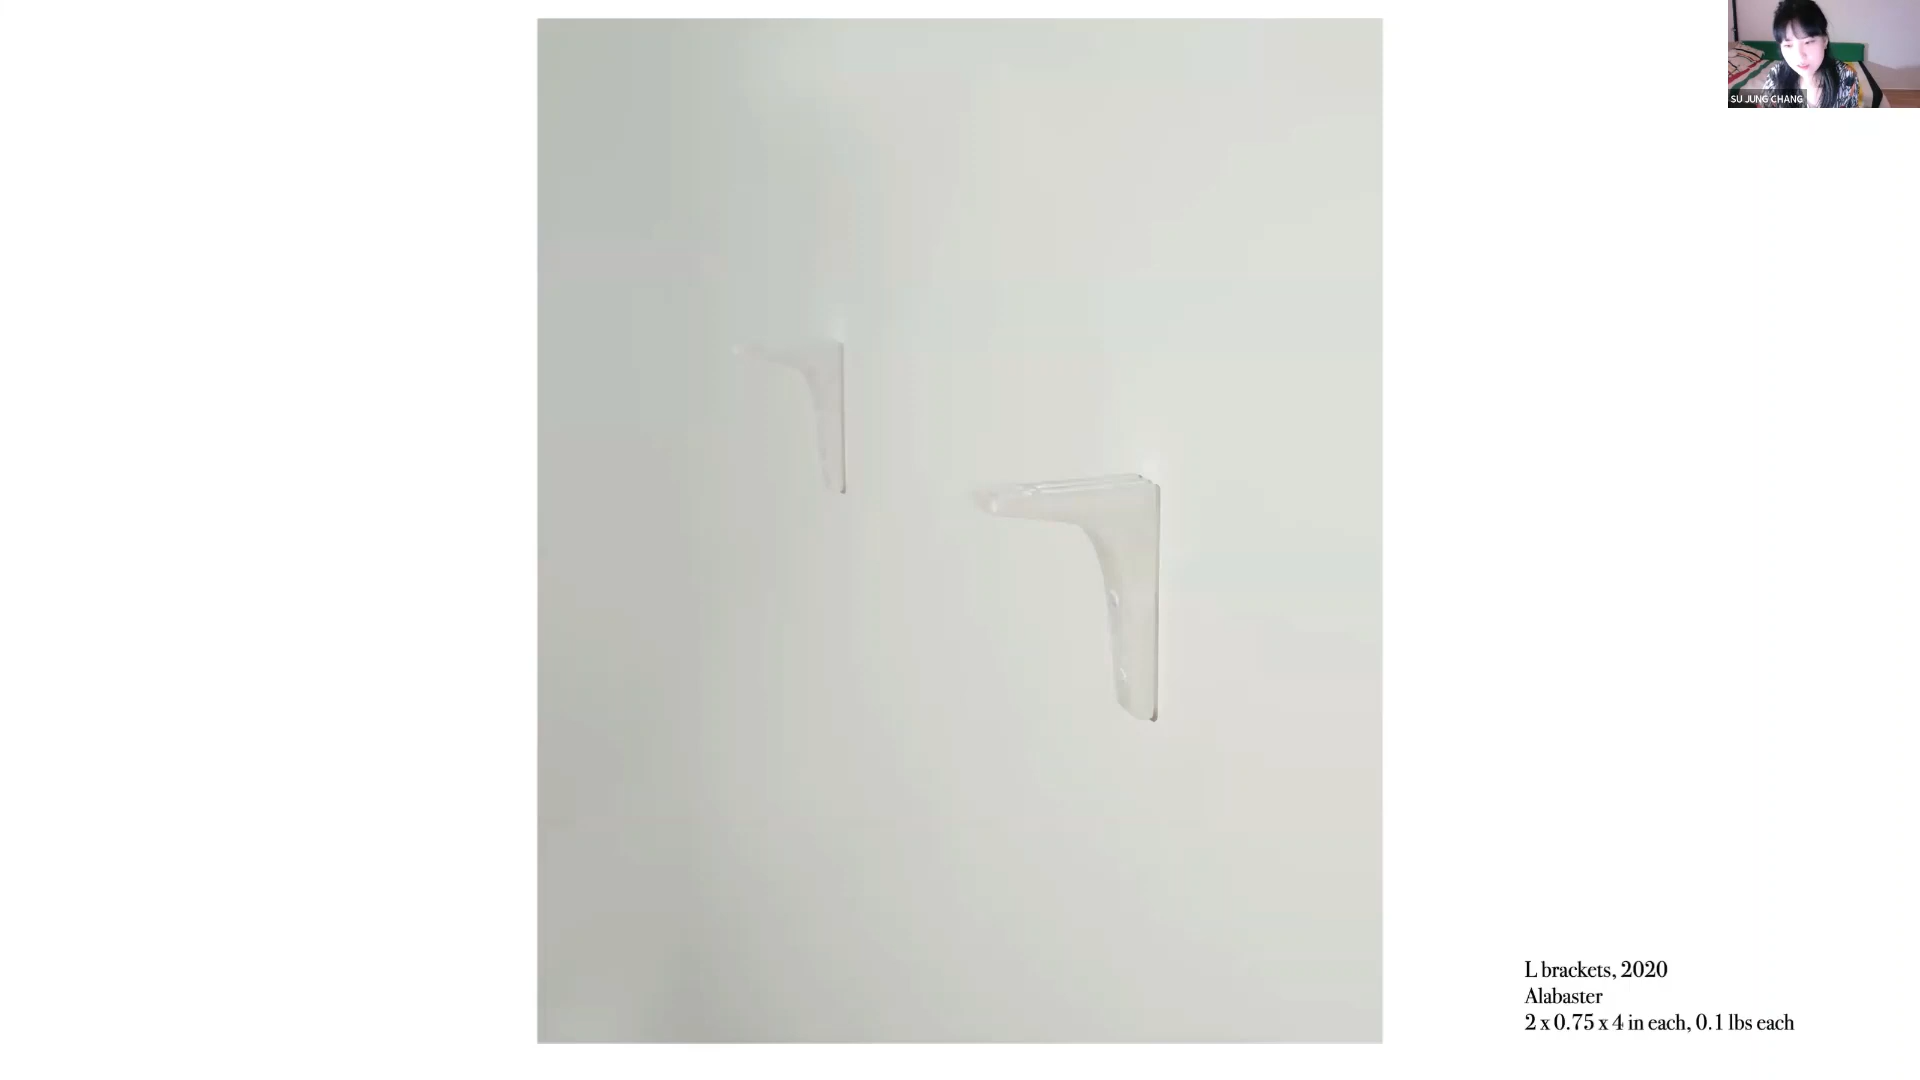 SU JUNG CHANG
L brackets, 2020
Alabaster
2 x 0.75 x 4 in each, 0.1 lbs each